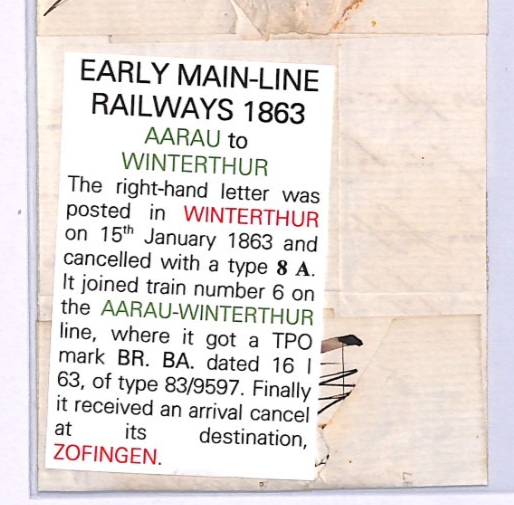 EARLY MAIN-LINE
RAILWAYS 1863
AARAU to
WINTERTHUR
The right-hand letter was
posted in WINTERTHUR
on 15th January 1863 and
cancelled with a type 8 A.
It joined train number 6 on
the AARAU-WINTERTHUR
line, where it got a TPO
mark BR. BA. dated 16 I
63, of type 83/9597. Finally
it received an arrival cancel
at its destination,
ZOFINGEN.